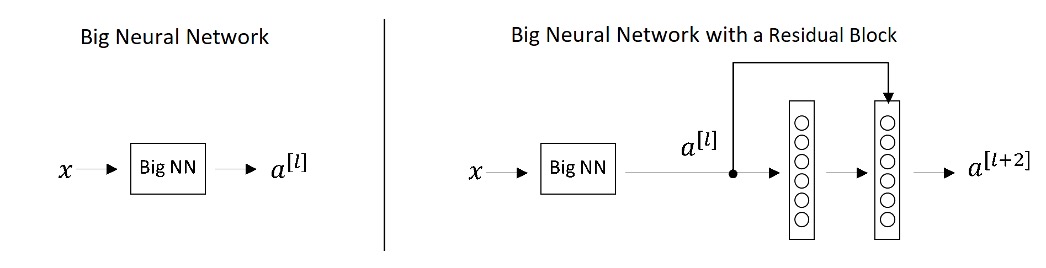 Big Neural Network
x Big NN a[l]
Big Neural Network with a Residual Block
x Big NN a[l] a[l+2]